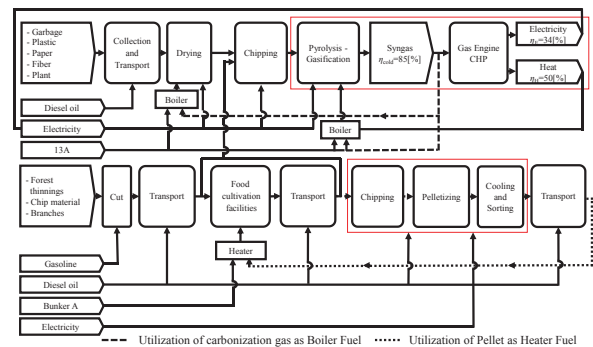 - Garbage
- Plastic
- Paper
- Fiber
- Plant
Collection
and
Transport
Drying
Chipping
Pyrolysis -
Gasification
Syngas
ηcold=85[%]
Gas Engine
CHP
Electricity
ηe=34[%]
Heat
ηH=50[%]
Boiler
Diesel oil
Electricity
13A
Boiler
- Forest
thinnings
- Chip material
- Branches
Cut
Transport
Food
cultivation
facilities
Transport
Chipping
Pelletizing
Cooling
and
Sorting
Transport
Heater
Gasoline
Diesel oil
Bunker A
Electricity
Utilization of carbonization gas as Boiler Fuel
Utilization of Pellet as Heater Fuel